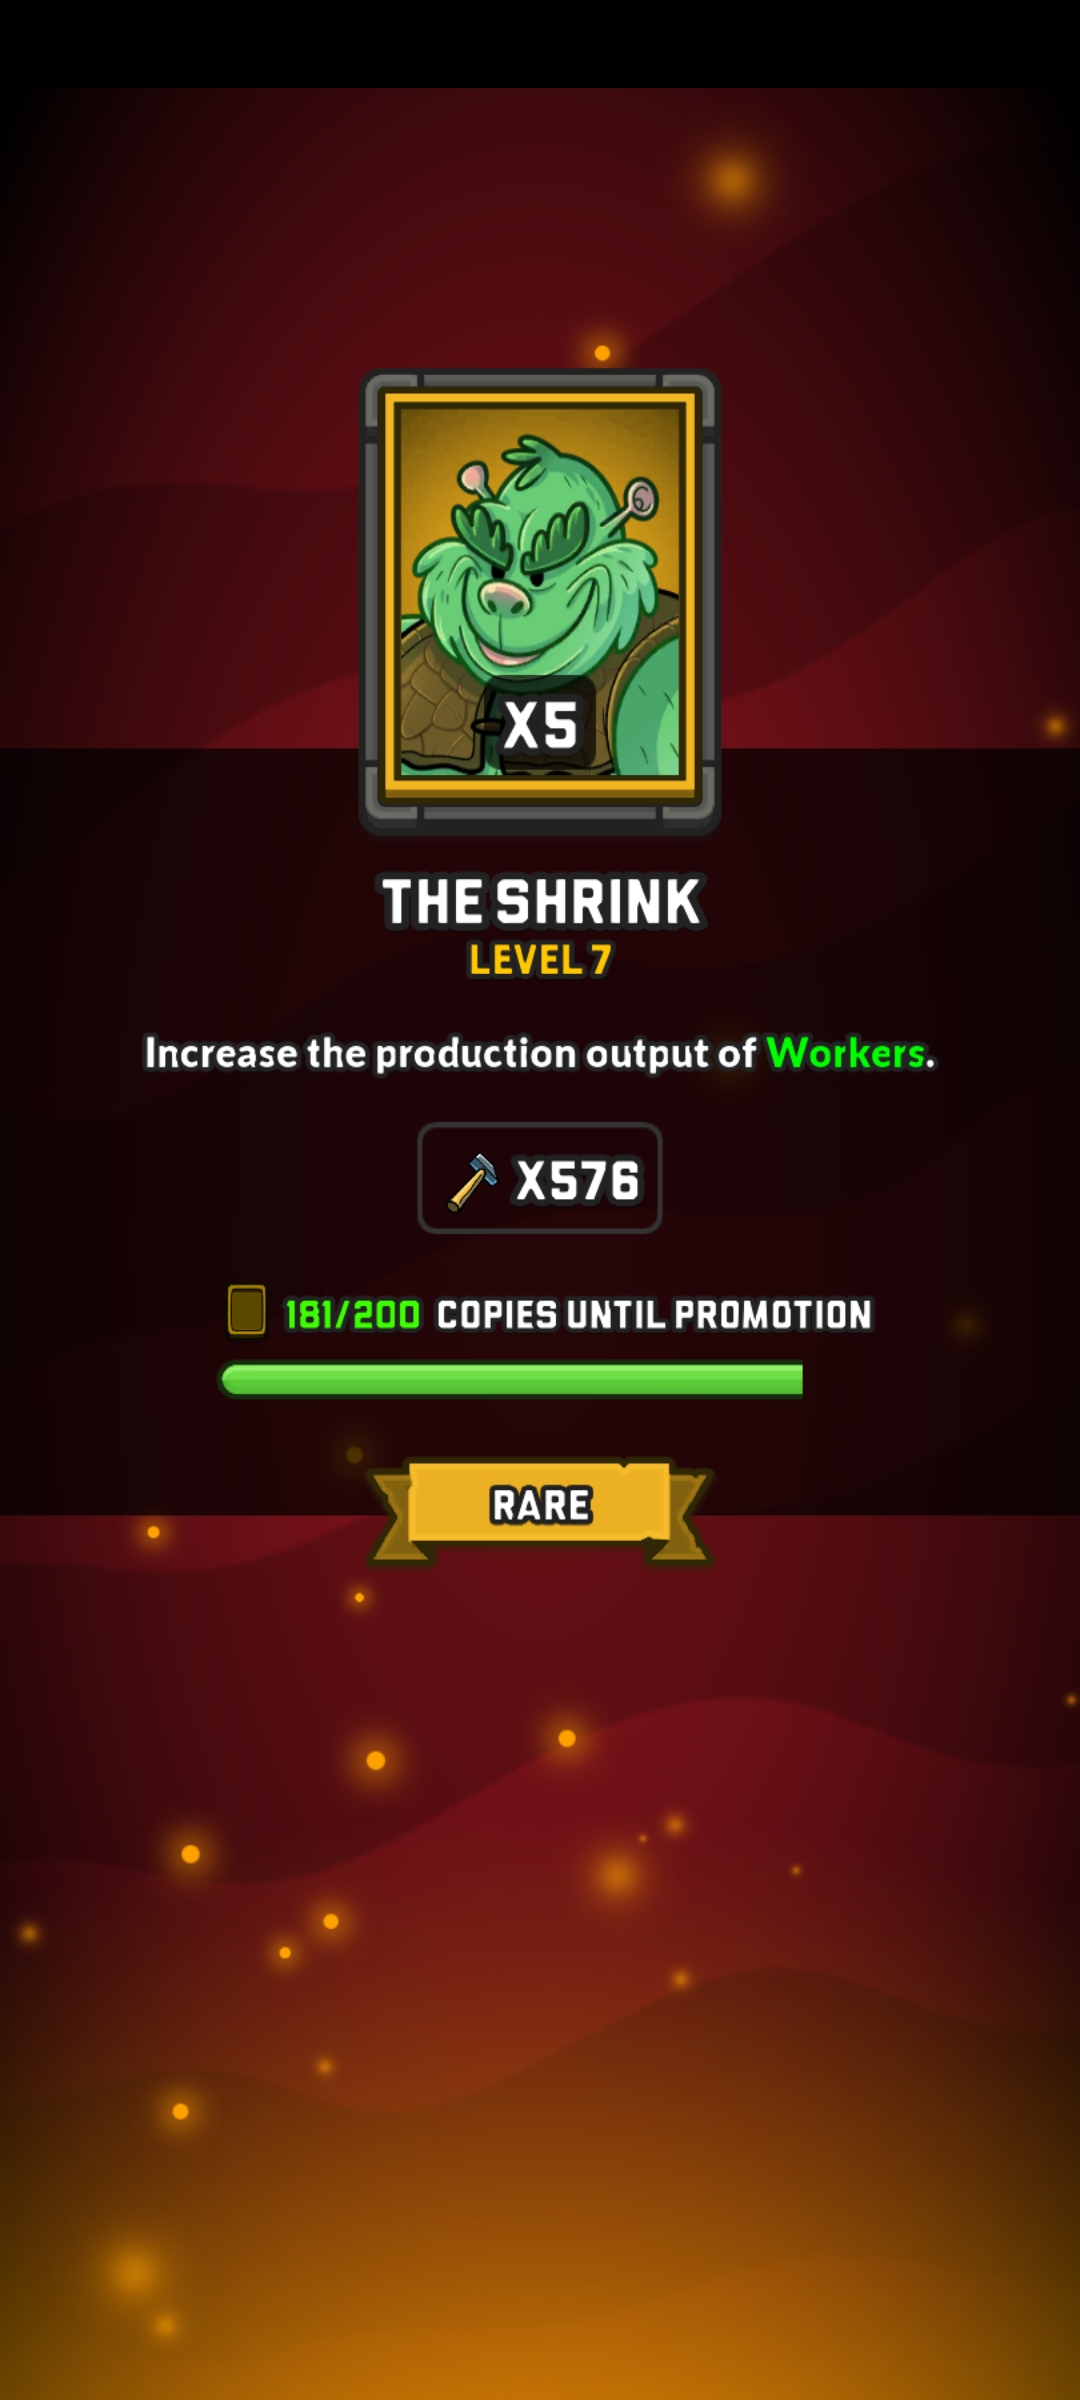 X5
THE SHRINK
LEVEL 7
Increase the production output of Workers.
X576
181/200 COPIES UNTIL PROMOTION
RARE